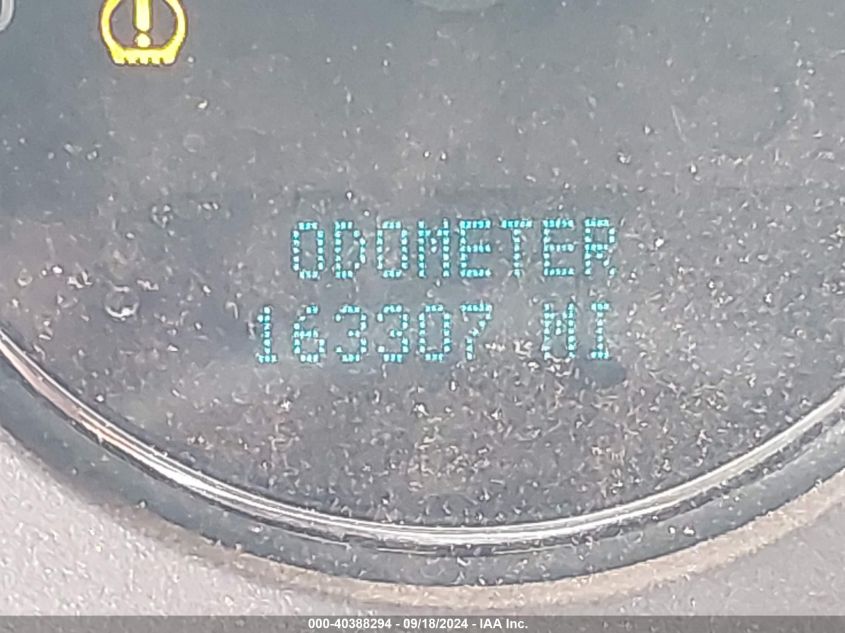 ODOMETER
163307 MI
000-40388294 - 09/18/2024 - IAA Inc.